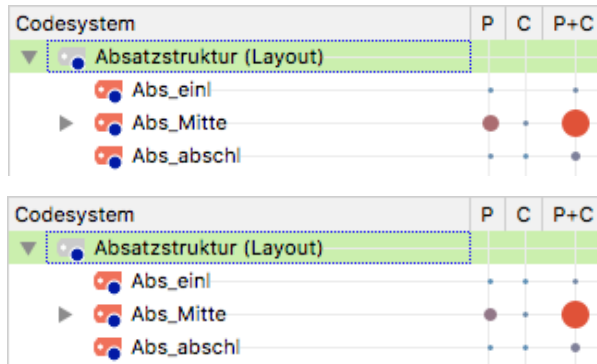 Codesystem P C P+C
Absatzstruktur (Layout)
Abs_einl
Abs_Mitte
Abs_abschl
Codesystem P C P+C
Absatzstruktur (Layout)
Abs_einl
Abs_Mitte
Abs_abschl